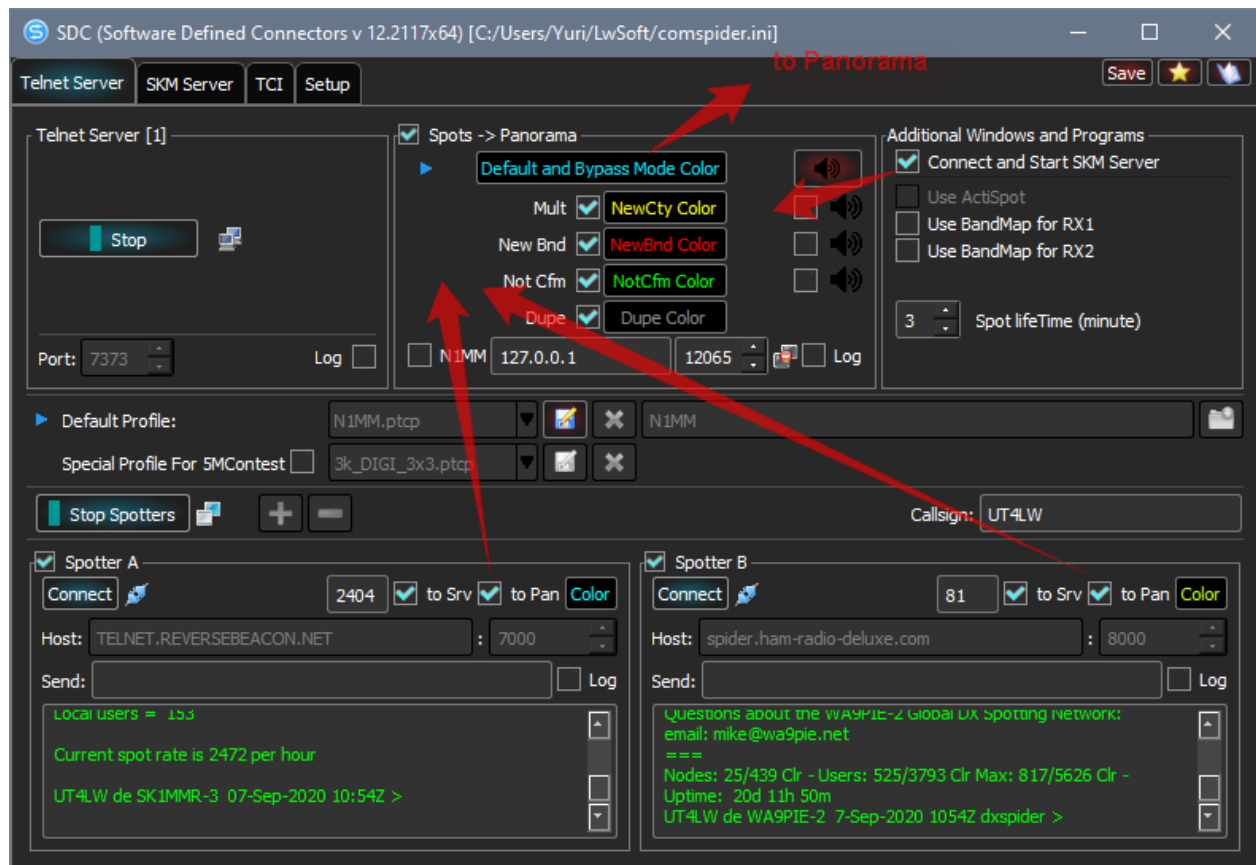 SDC (Software Defined Connectors v 12.2117x64) [C:/Users/Yuri/LwSoft/comspider.ini]
to Panorama
Telnet Server SKM Server TCI Setup Save
Telnet Server [1] Spots -> Panorama Additional Windows and Programs
Default and Bypass Mode Color Connect and Start SKM Server
Use ActiSpot
Mult NewCty Color
Use BandMap for RX1
Stop New Bnd NewBnd Color
Use BandMap for RX2
Not Cfm NotCfm Color
Dupe Dupe Color 3 Spot lifeTime (minute)
Port: 7373 Log N1MM 127.0.0.1 12065 Log
Default Profile: N1MM.ptcp N1MM
Special Profile For 5MContest 3k_DIGI_3x3.ptcp
Stop Spotters Callsign: UT4LW
Spotter A Spotter B
Connect 2404 to Srv to Pan Color Connect 81 to Srv to Pan Color
Host: TELNET.REVERSEBEACON.NET : 7000 Host: spider.ham-radio-deluxe.com : 8000
Send: Log Send: Log
Local users = 153
Current spot rate is 2472 per hour
UT4LW de SK1MMR-3 07-Sep-2020 10:54Z >
Questions about the WA9PIE-2 Global DX Spotting Network:
email: mike@wa9pie.net
===
Nodes: 25/439 Clr - Users: 525/3793 Clr Max: 817/5626 Clr -
Uptime: 20d 11h 50m
UT4LW de WA9PIE-2 7-Sep-2020 1054Z dxspider >